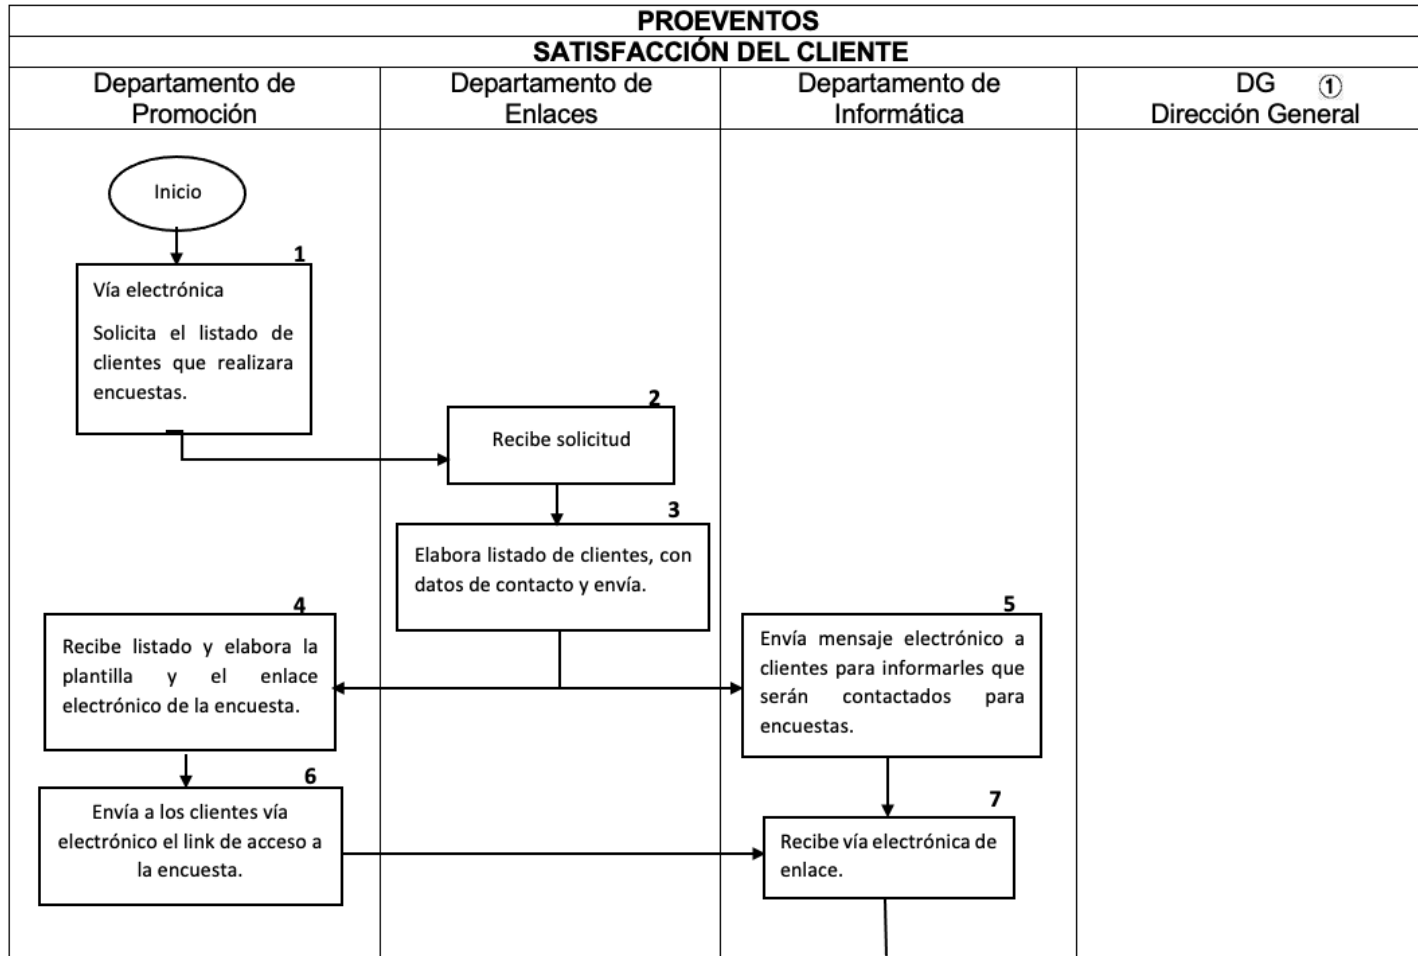 PROEVENTOS
SATISFACCIÓN DEL CLIENTE
Departamento de
Promoción
Departamento de
Enlaces
Departamento de
Informática
DG ①
Dirección General
Inicio
1
Vía electrónica
Solicita el listado de
clientes que realizara
encuestas.
2
Recibe solicitud
3
Elabora listado de clientes, con
datos de contacto y envía.
4
Recibe listado y elabora la
plantilla y el enlace
electrónico de la encuesta.
5
Envía mensaje electrónico a
clientes para informarles que
serán contactados para
encuestas.
6
Envía a los clientes vía
electrónico el link de acceso a
la encuesta.
7
Recibe vía electrónica de
enlace.